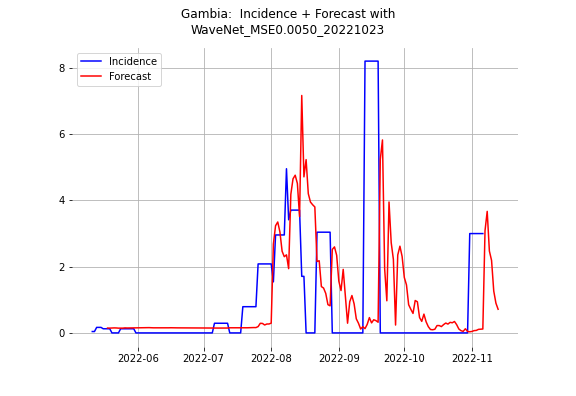 Gambia:  Incidence + Forecast with
WaveNet_MSE0.0050_20221023
Incidence
Forecast
8
6
4
2
0
2022-06
2022-07
2022-08
2022-09
2022-10
2022-11